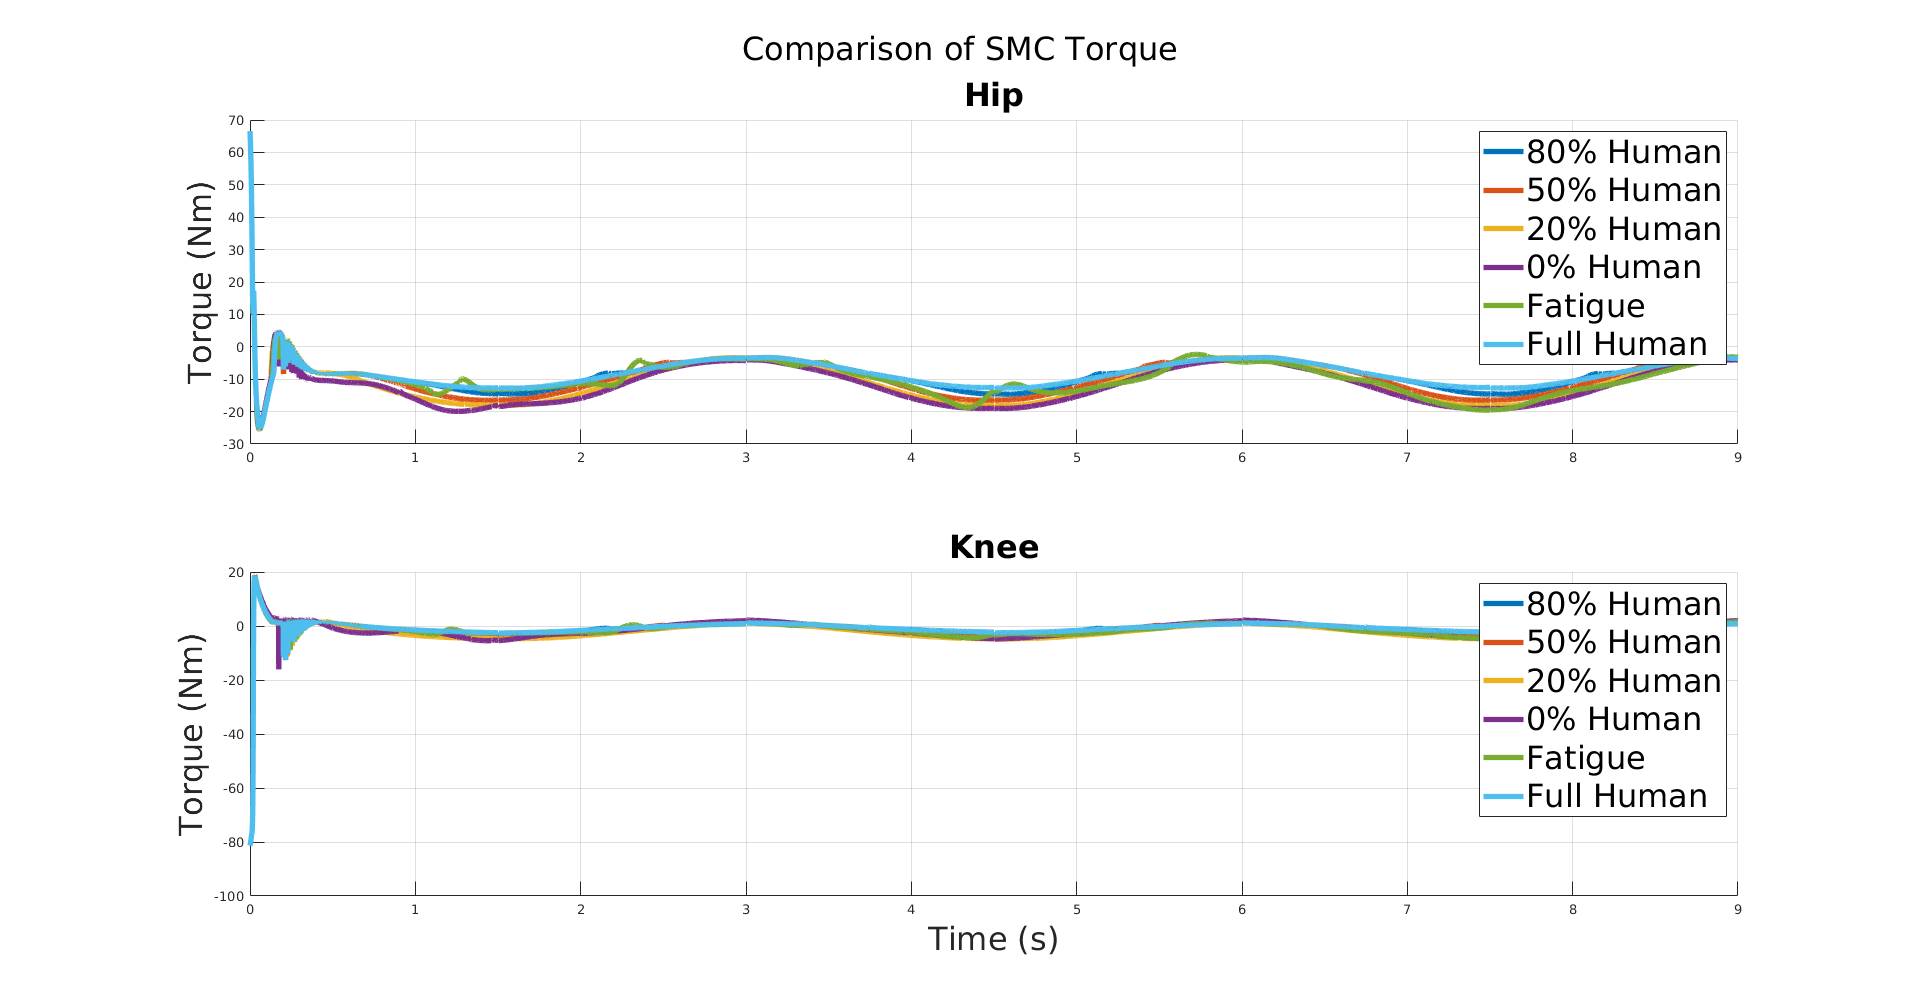 Comparison of SMC Torque
Hip
70
60
50
40
30
20
10
0
-10
-20
-30
Torque (Nm)
0 1 2 3 4 5 6 7 8 9
80% Human
50% Human
20% Human
0% Human
Fatigue
Full Human
Knee
20
0
-20
-40
-60
-80
-100
Torque (Nm)
0 1 2 3 4 5 6 7 8 9
80% Human
50% Human
20% Human
0% Human
Fatigue
Full Human
Time (s)